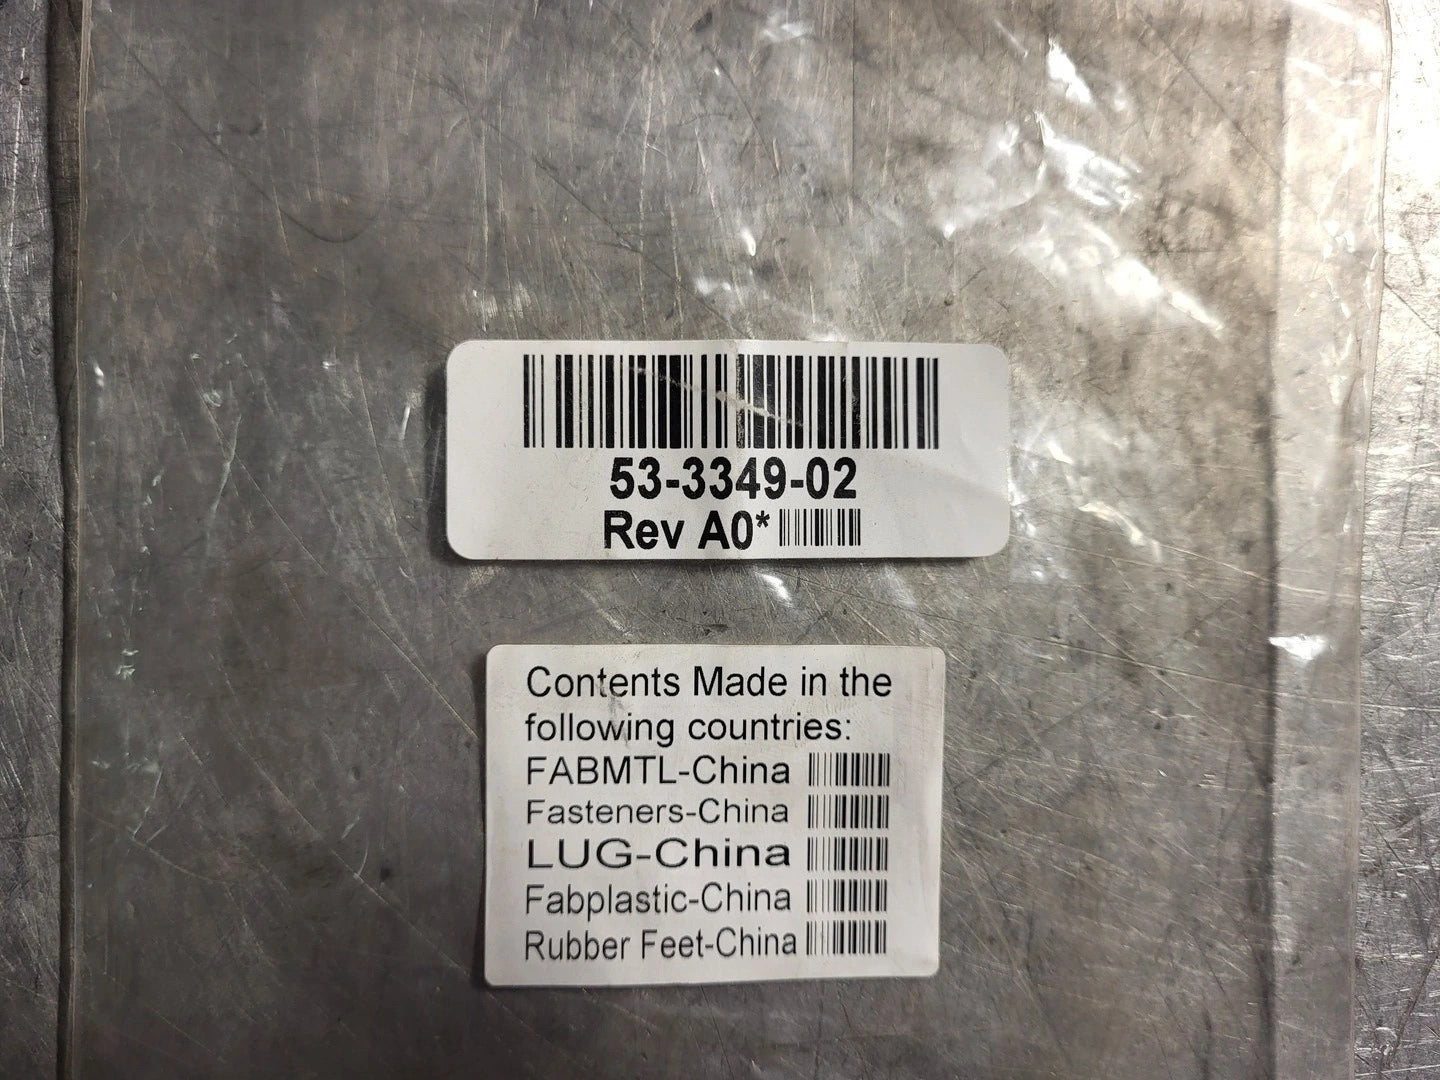 53-3349-02
Rev A0*
Contents Made in the
following countries:
FABMTL-China
Fasteners-China
LUG-China
Fabplastic-China
Rubber Feet-China